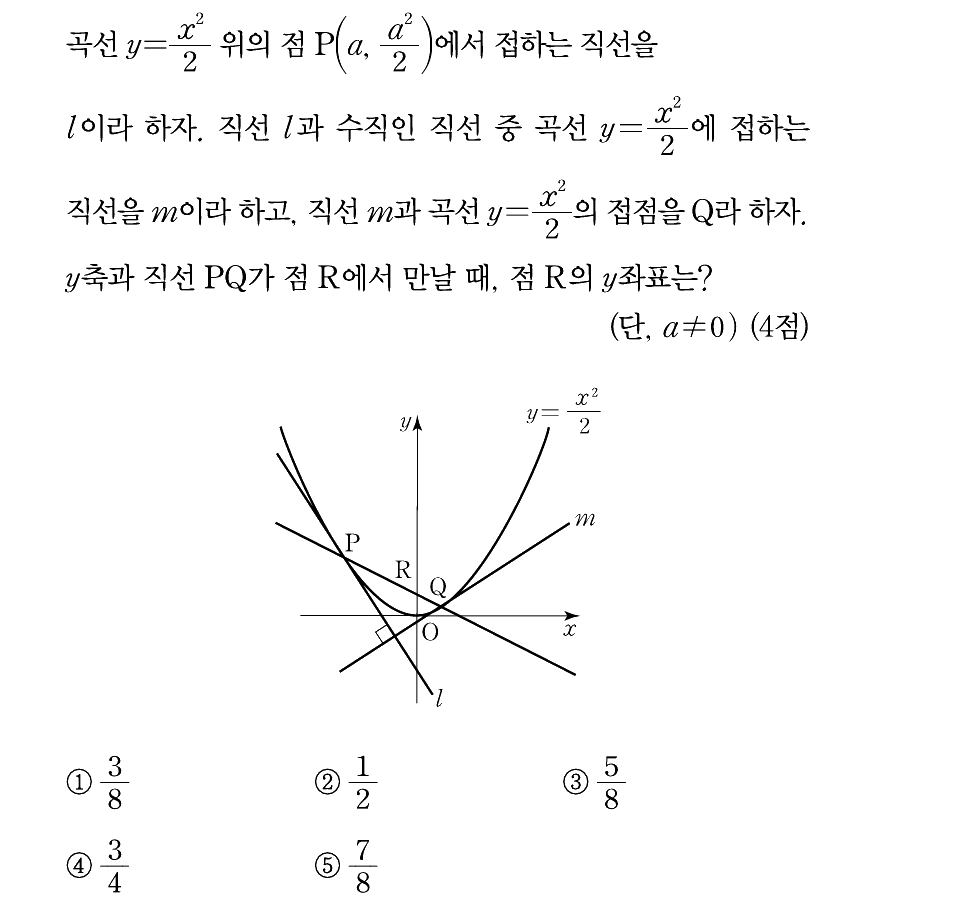 곡선 y=x²/2 위의 점 P(a, a²/2)에서 접하는 직선을
l이라 하자. 직선 l과 수직인 직선 중 곡선 y=x²/2에 접하는
직선을 m이라 하고, 직선 m과 곡선 y=x²/2의 접점을 Q라 하자.
y축과 직선 PQ가 점 R에서 만날 때, 점 R의 y좌표는?
(단, a≠0) (4점)
y y=x²/2
m
P
R Q
O x
l
① 3/8 ② 1/2 ③ 5/8
④ 3/4 ⑤ 7/8